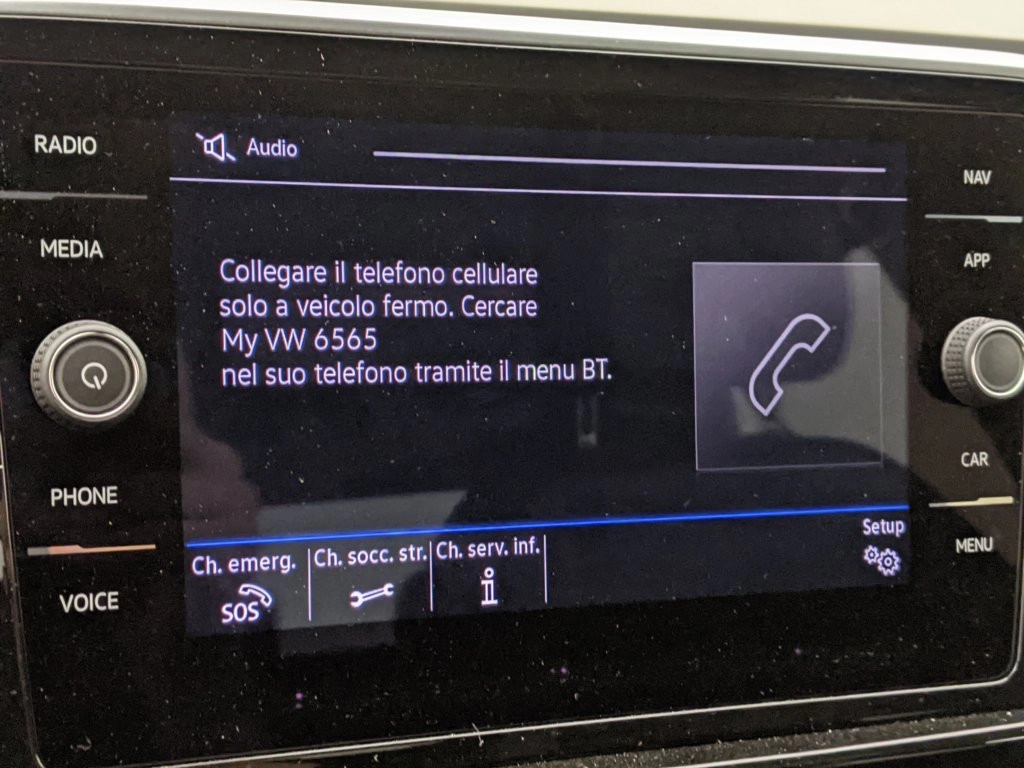 RADIO
Audio
NAV
MEDIA
APP
Collegare il telefono cellulare
solo a veicolo fermo. Cercare
My VW 6565
nel suo telefono tramite il menu BT.
CAR
PHONE
Setup
MENU
Ch. emerg.
Ch. socc. str.
Ch. serv. inf.
SOS
VOICE